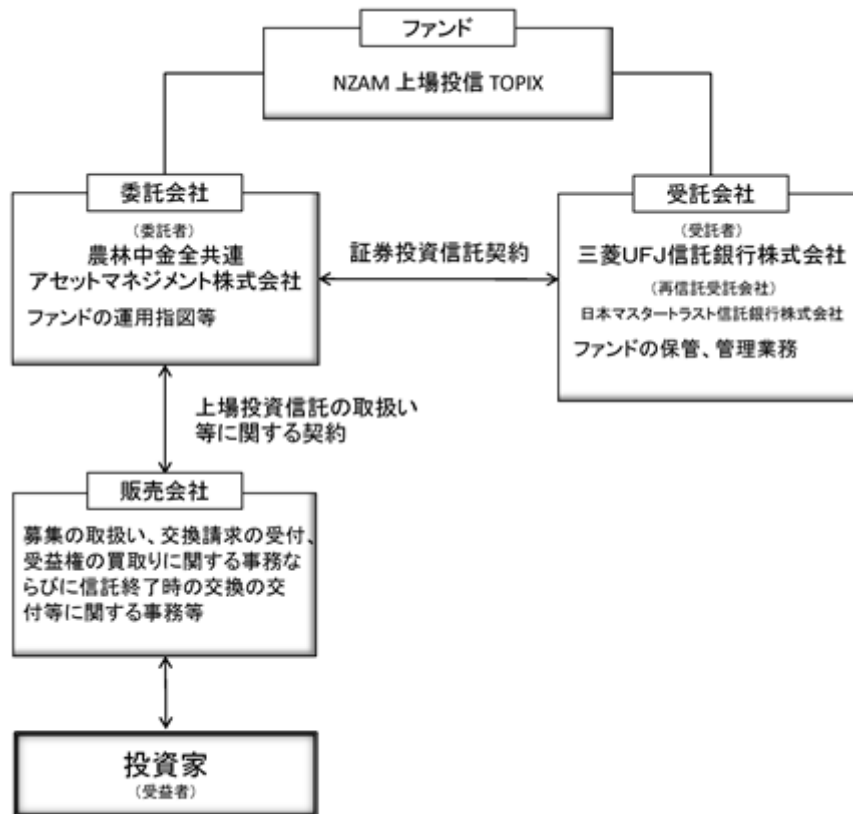 ファンド
NZAM 上場投信 TOPIX
委託会社
（委託者）
農林中金全共連
アセットマネジメント株式会社
ファンドの運用指図等
証券投資信託契約
受託会社
（受託者）
三菱UFJ信託銀行株式会社
（再信託受託会社）
日本マスタートラスト信託銀行株式会社
ファンドの保管、管理業務
上場投資信託の取扱い
等に関する契約
販売会社
募集の取扱い、交換請求の受付、
受益権の買取りに関する事務な
らびに信託終了時の交換の交
付等に関する事務等
投資家
（受益者）